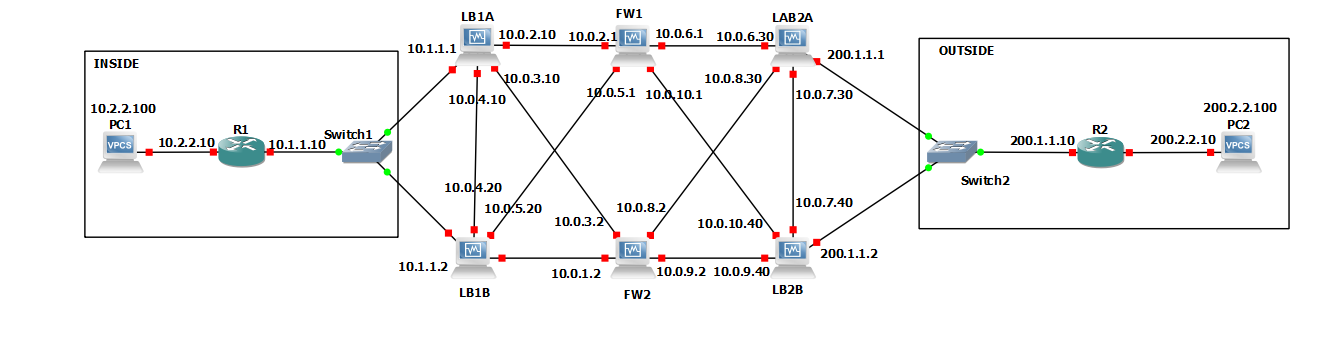 LB1A
FW1
LAB2A
10.1.1.1
10.0.2.10
10.0.2.1
10.0.6.1
10.0.6.30
200.1.1.1
INSIDE
OUTSIDE
10.0.3.10
10.0.4.10
10.0.5.1
10.0.10.1
10.0.8.30
10.0.7.30
10.2.2.100
PC1
VPCS
10.2.2.10
R1
10.1.1.10
Switch1
200.1.1.10
R2
200.2.2.10
200.2.2.100
PC2
VPCS
Switch2
10.0.4.20
10.0.5.20
10.0.3.2
10.0.8.2
10.0.10.40
10.0.7.40
10.1.1.2
LB1B
10.0.1.2
FW2
10.0.9.2
10.0.9.40
LB2B
200.1.1.2